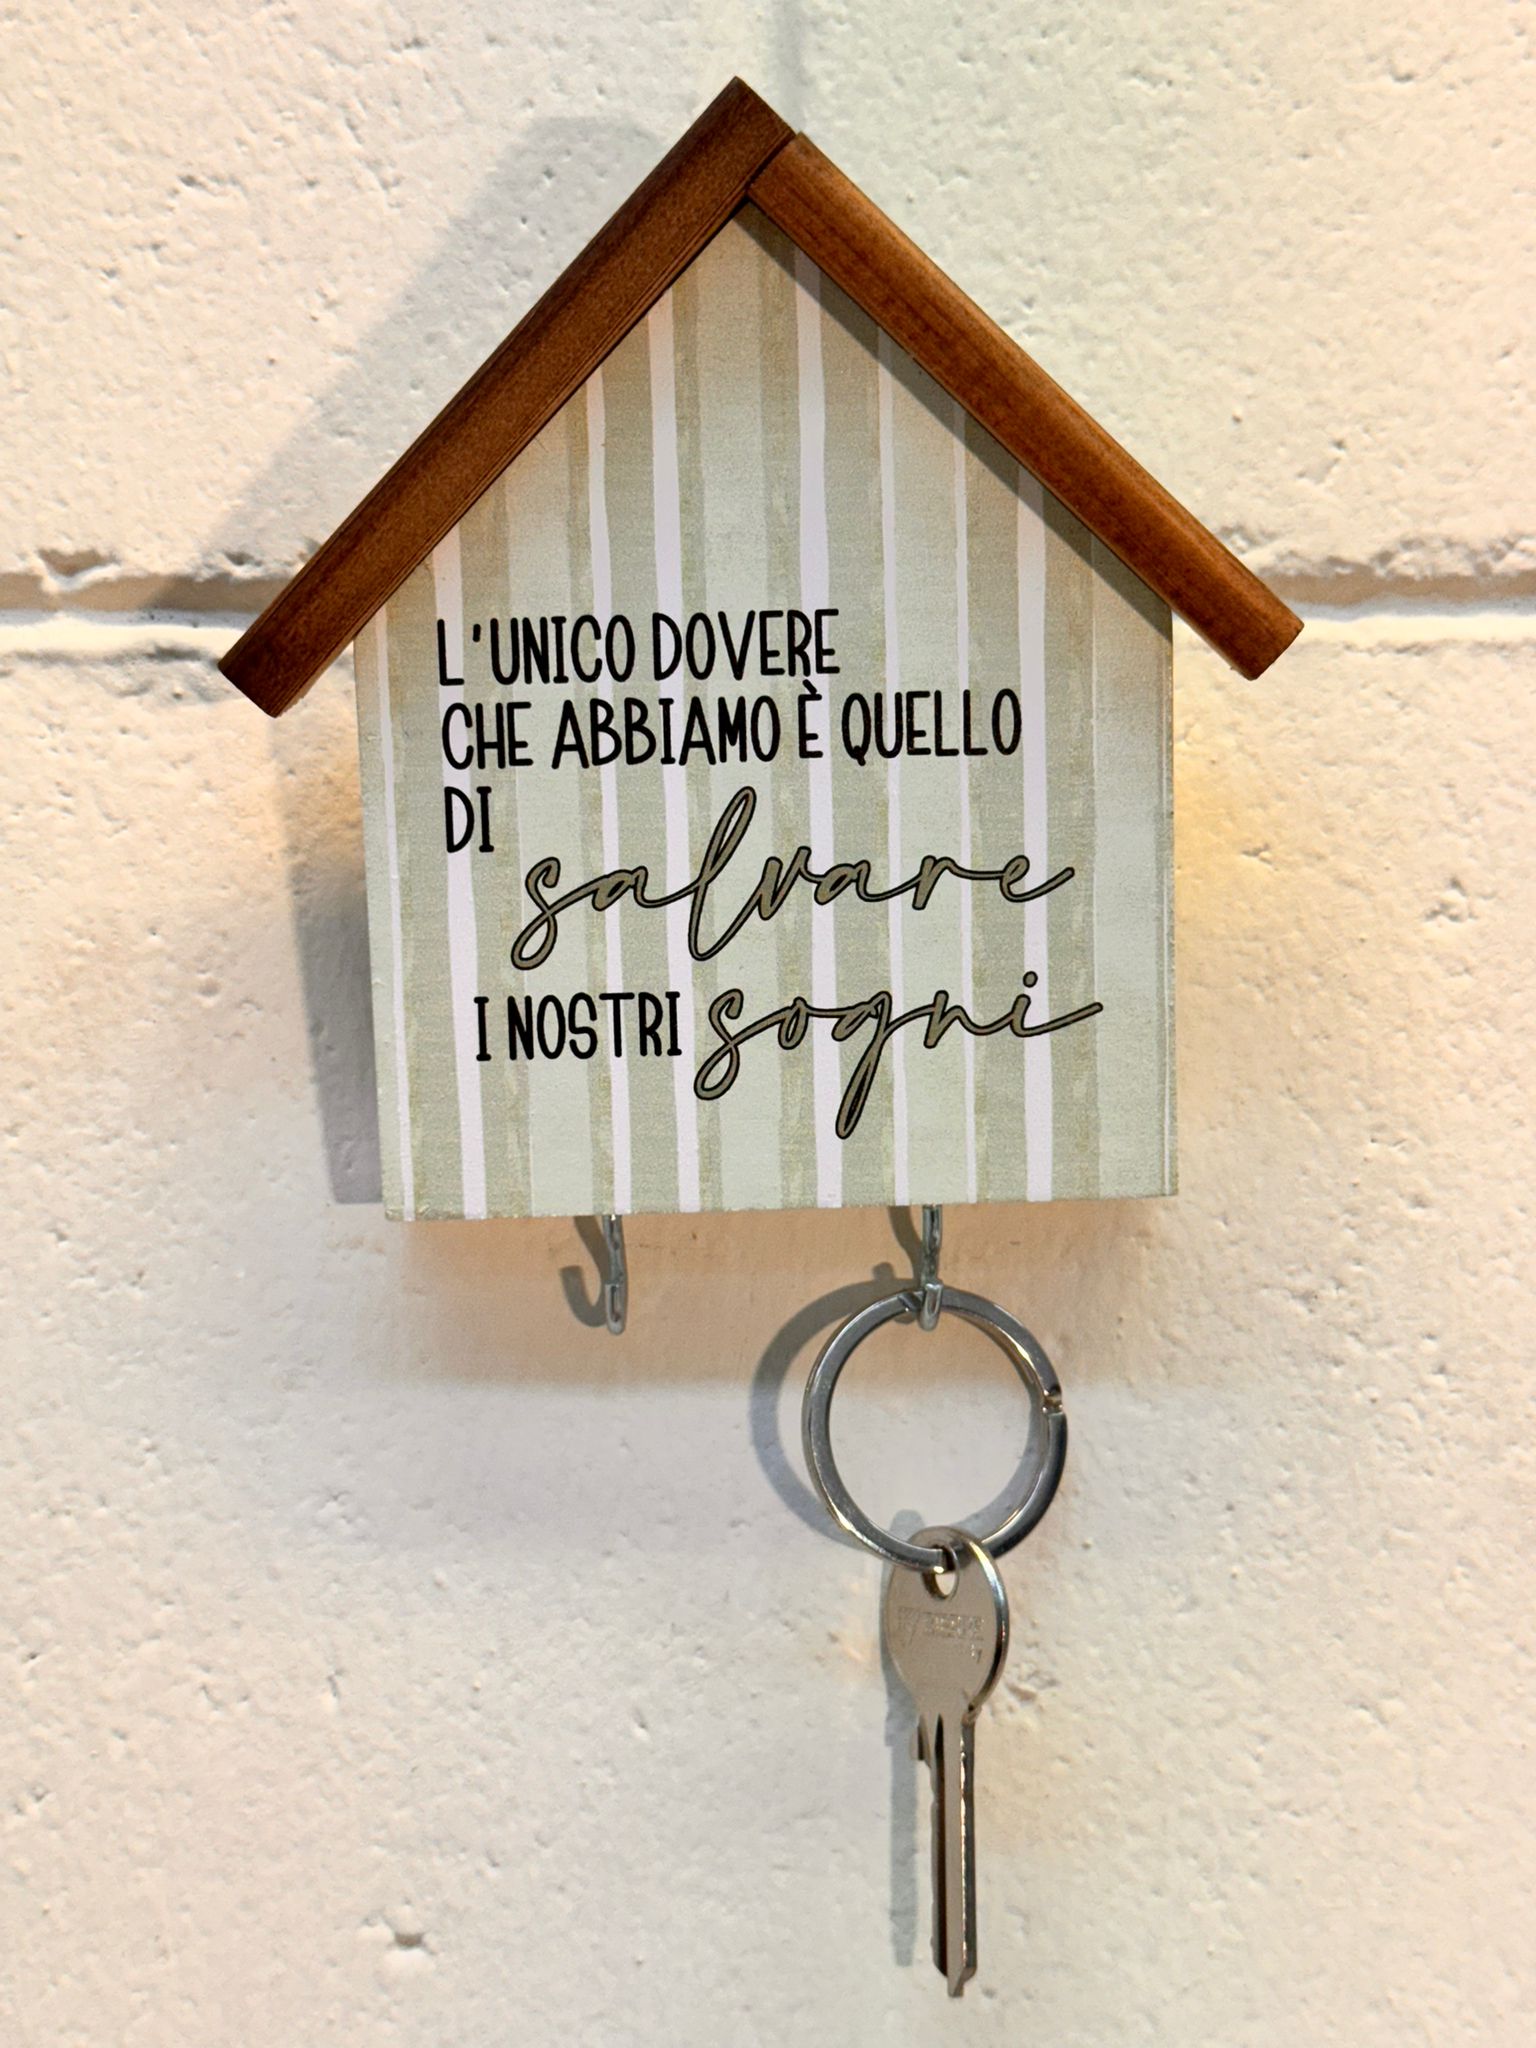 L'UNICO DOVERE
CHE ABBIAMO È QUELLO
DI salvare
I NOSTRI sogni